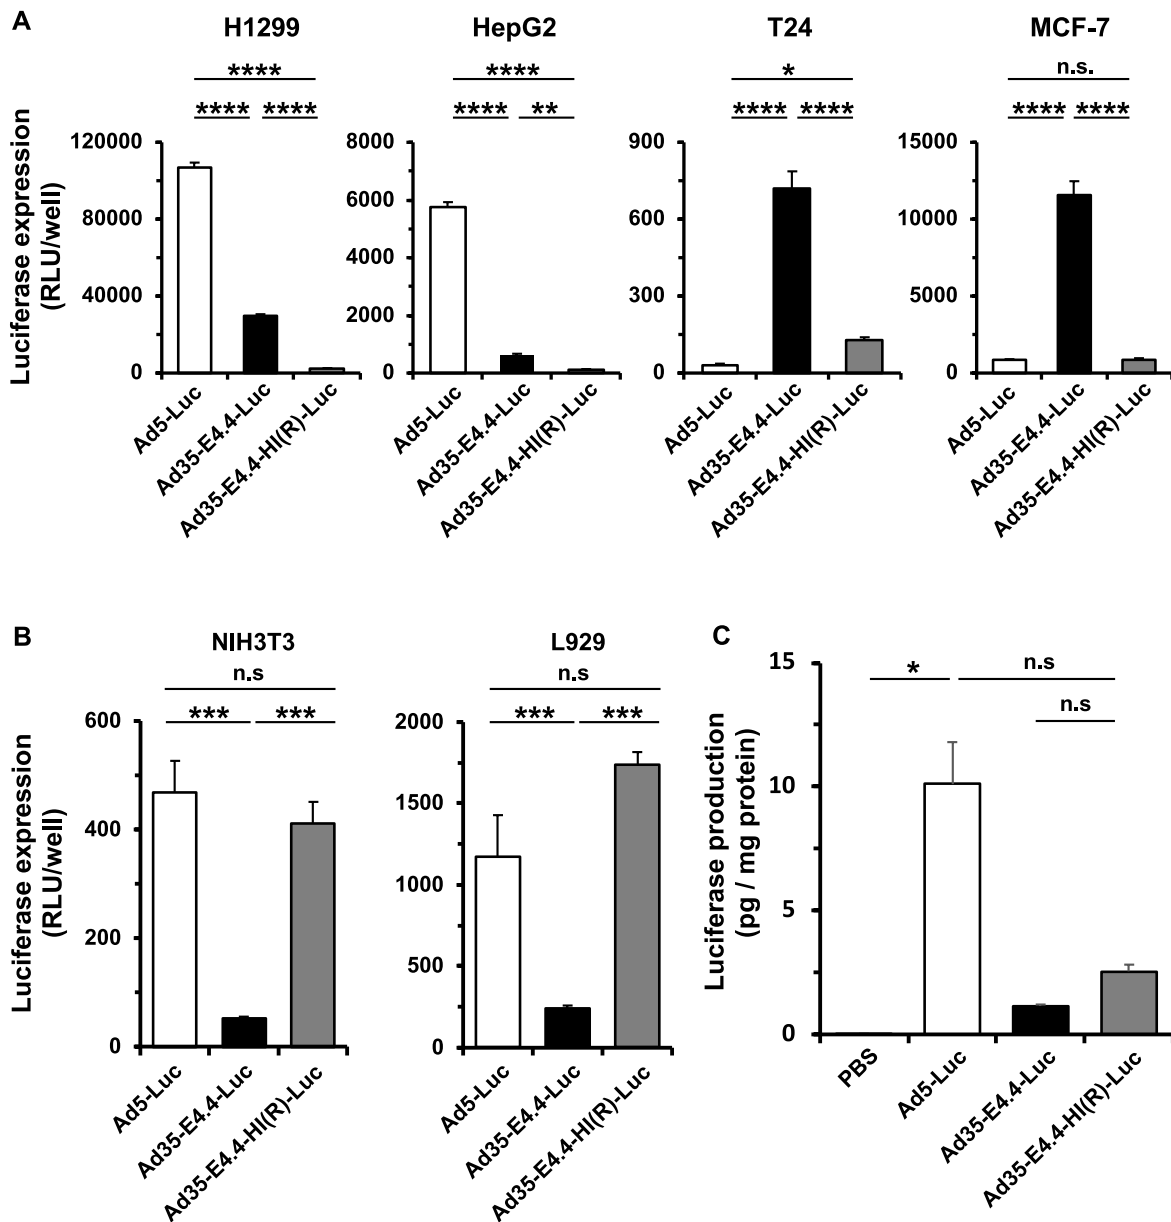 A
H1299
HepG2
T24
MCF-7
****
****
*
n.s.
**** ****
**** **
**** ****
**** ****
Luciferase expression
(RLU/well)
120000
80000
40000
0
8000
6000
4000
2000
0
900
600
300
0
15000
10000
5000
0
Ad5-Luc
Ad35-E4.4-Luc
Ad35-E4.4-HI(R)-Luc
Ad5-Luc
Ad35-E4.4-Luc
Ad35-E4.4-HI(R)-Luc
Ad5-Luc
Ad35-E4.4-Luc
Ad35-E4.4-HI(R)-Luc
Ad5-Luc
Ad35-E4.4-Luc
Ad35-E4.4-HI(R)-Luc
B
NIH3T3
L929
n.s
n.s
*** ***
*** ***
Luciferase expression
(RLU/well)
600
400
200
0
2000
1500
1000
500
0
Ad5-Luc
Ad35-E4.4-Luc
Ad35-E4.4-HI(R)-Luc
Ad5-Luc
Ad35-E4.4-Luc
Ad35-E4.4-HI(R)-Luc
C
*
n.s
n.s
Luciferase production
(pg / mg protein)
15
10
5
0
PBS
Ad5-Luc
Ad35-E4.4-Luc
Ad35-E4.4-HI(R)-Luc